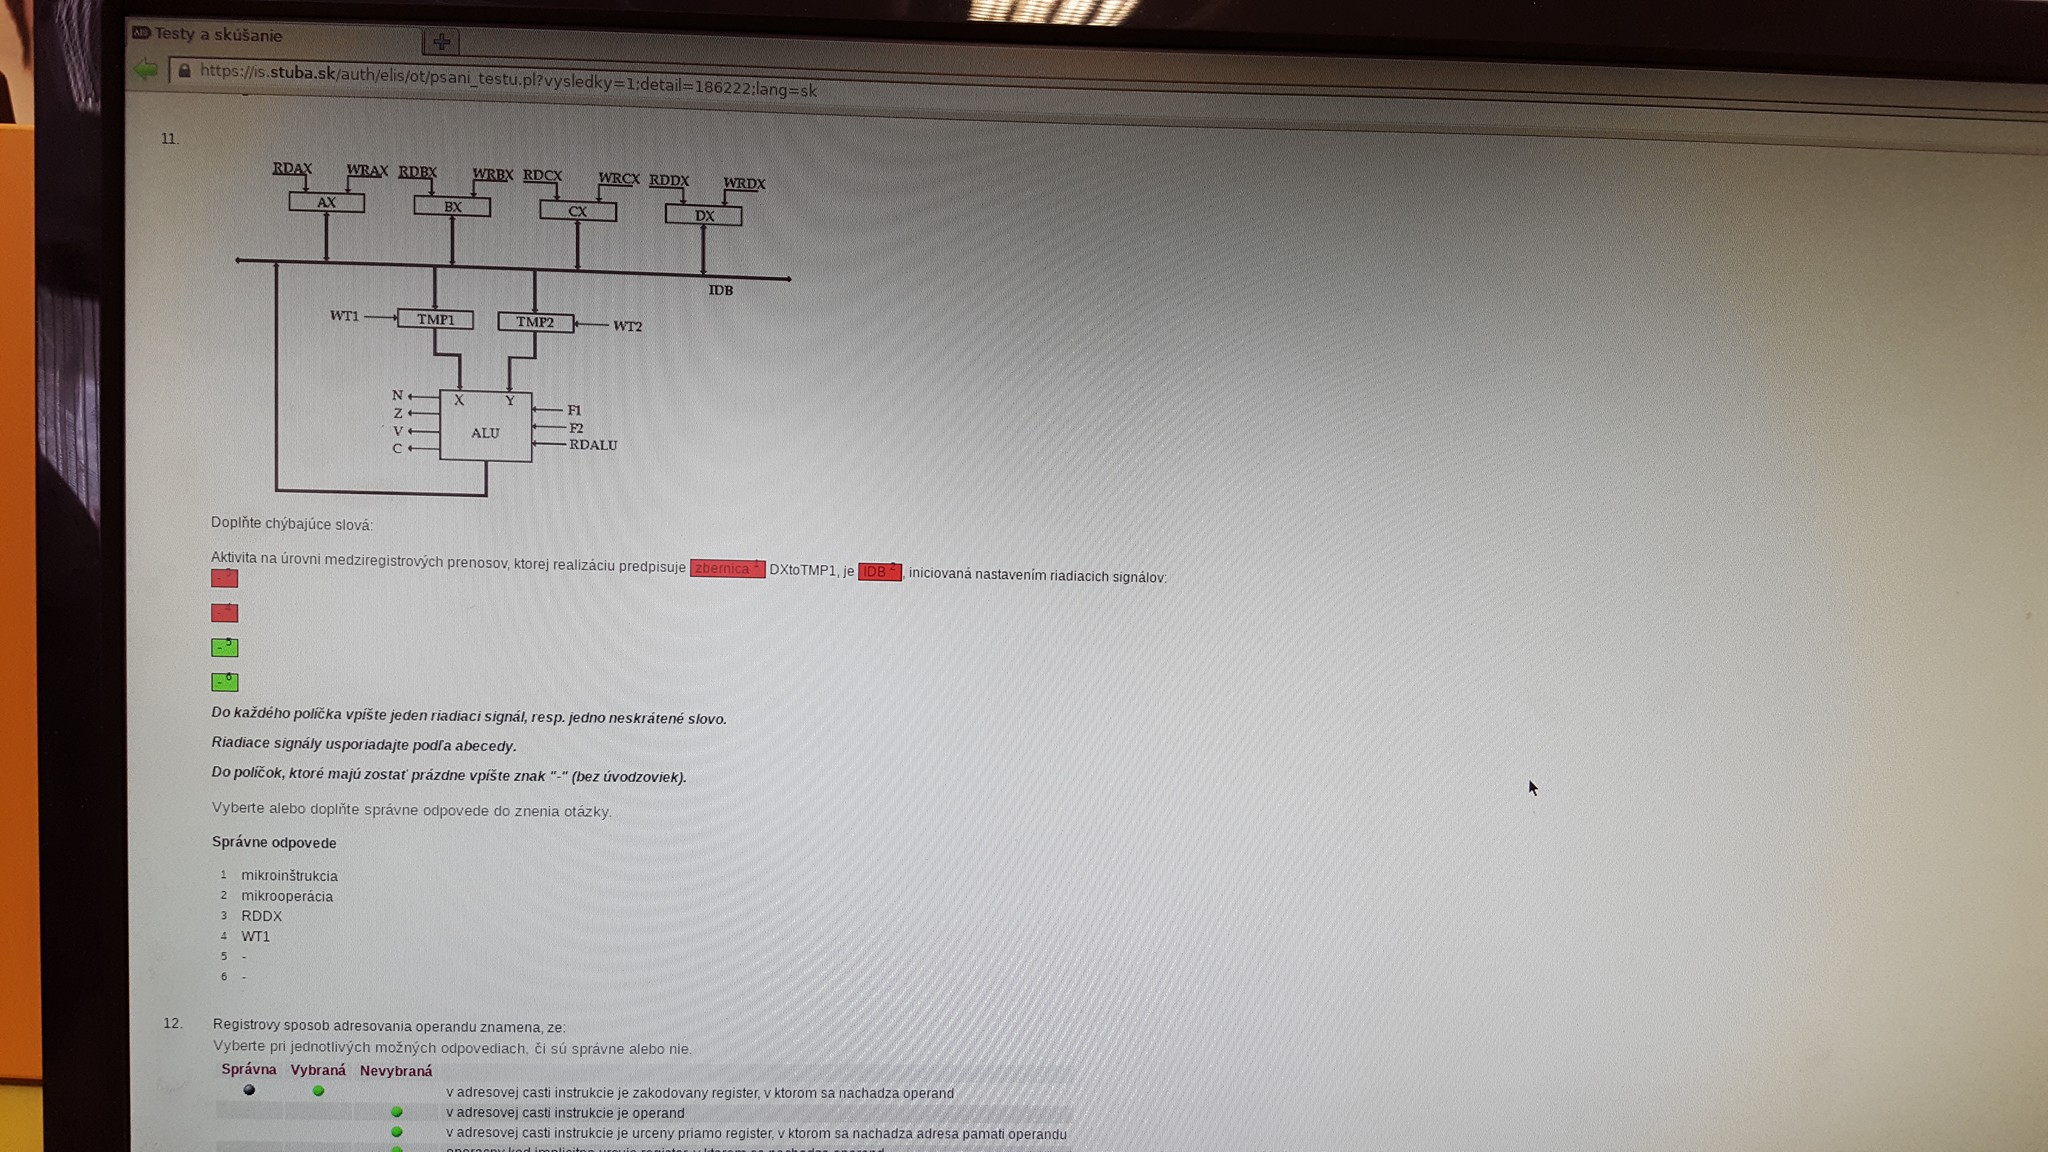 Testy a skúšanie
https://is.stuba.sk/auth/elis/ot/psani_testu.pl?vysledky=1;detail=186222;lang=sk
11.
RDAX WRAX RDBX WRBX RDCX WRCX RDDX WRDX
AX BX CX DX
IDB
WT1 TMP1 TMP2 WT2
X Y
N
Z
V
C
ALU
F1
F2
RDALU
Doplňte chýbajúce slová:
Aktivita na úrovni medziregistrových prenosov, ktorej realizáciu predpisuje zbernica 1 DXtoTMP1, je IDB 2, iniciovaná nastavením riadiacich signálov:
- 3
- 4
- 5
- 6
Do každého políčka vpíšte jeden riadiaci signál, resp. jedno neskrátené slovo.
Riadiace signály usporiadajte podľa abecedy.
Do políčok, ktoré majú zostať prázdne vpíšte znak "-" (bez úvodzoviek).
Vyberte alebo doplňte správne odpovede do znenia otázky.
Správne odpovede
1 mikroinštrukcia
2 mikrooperácia
3 RDDX
4 WT1
5 -
6 -
12. Registrovy sposob adresovania operandu znamena, ze:
Vyberte pri jednotlivých možných odpovediach, či sú správne alebo nie.
Správna Vybraná Nevybraná
v adresovej casti instrukcie je zakodovany register, v ktorom sa nachadza operand
v adresovej casti instrukcie je operand
v adresovej casti instrukcie je urceny priamo register, v ktorom sa nachadza adresa pamati operandu